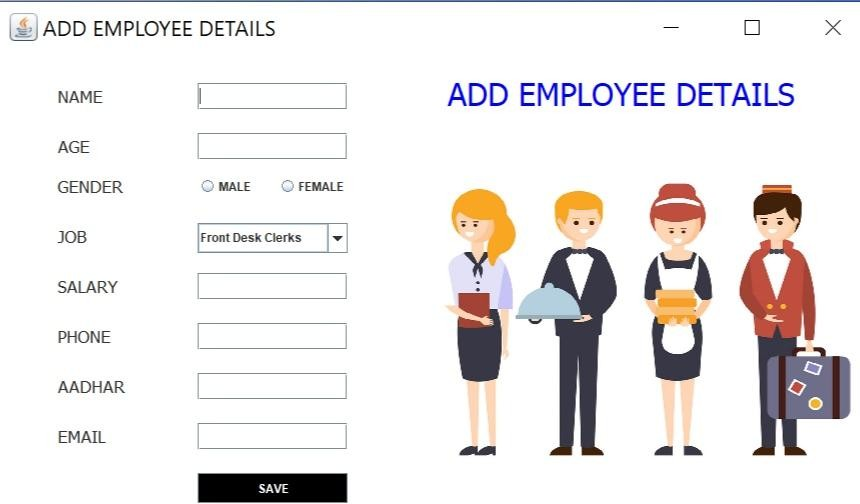 ADD EMPLOYEE DETAILS
ADD EMPLOYEE DETAILS
NAME
AGE
GENDER MALE FEMALE
JOB Front Desk Clerks
SALARY
PHONE
AADHAR
EMAIL
SAVE